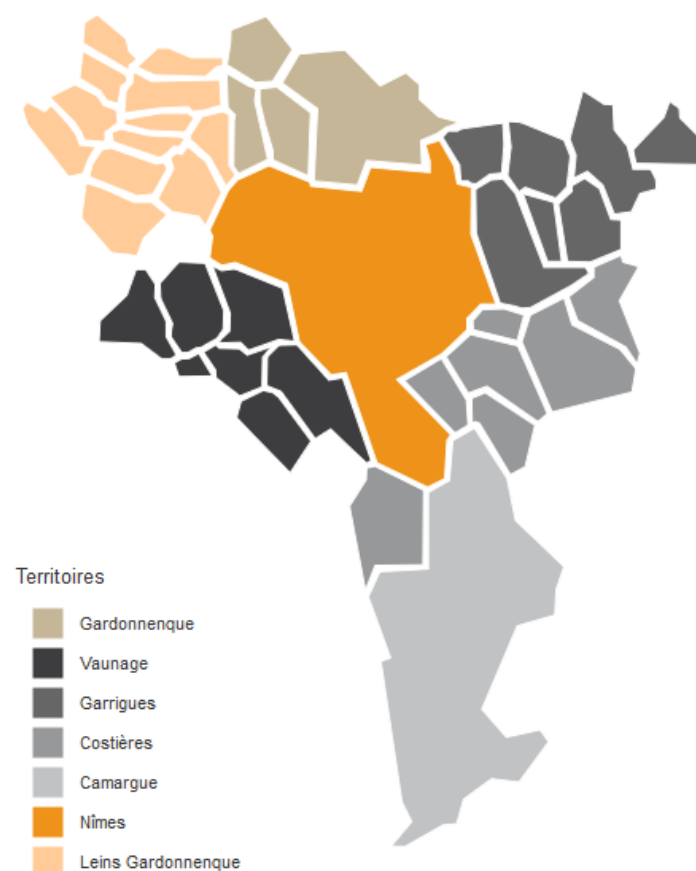 Territoires
Gardonnenque
Vaunage
Garrigues
Costières
Camargue
Nîmes
Leins Gardonnenque